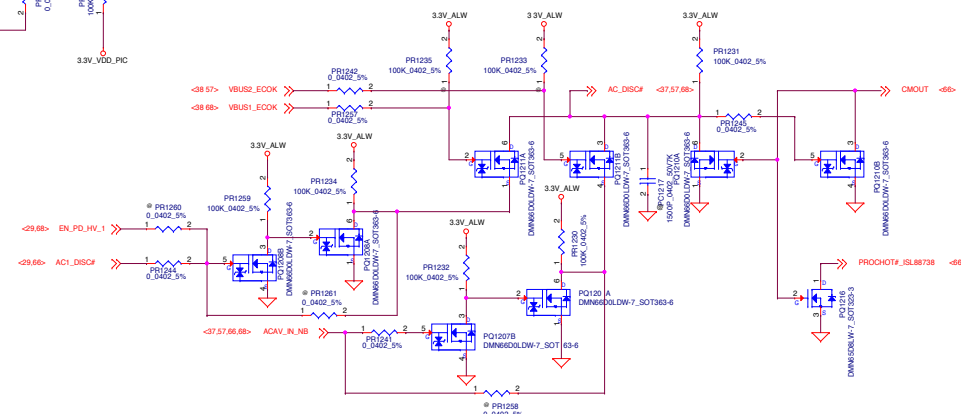 3.3V_VDD_PIC
3.3V_ALW
3.3V_ALW
3.3V_ALW
PR1235
100K_0402_5%
PR1233
100K_0402_5%
PR1231
100K_0402_5%
PR1242
0_0402_5%
<38 57> VBUS2_ECOK
<38 68> VBUS1_ECOK
PR1257
0_0402_5%
AC_DISC# <37,57,68>
CMOUT <56>
PR1245
0_0402_5%
3.3V_ALW
3.3V_ALW
PQ1211A
DMN66D0LDW-7_SOT363-6
PQ1211B
DMN66D0LDW-7_SOT363-6
@PC1217
1500P_0402_50V7K
PQ1210A
DMN66D0LDW-7_SOT363-6
PQ1210B
DMN66D0LDW-7_SOT363-6
PR1259
100K_0402_5%
PR1234
100K_0402_5%
3.3V_ALW
@ PR1260
0_0402_5%
<29,68> EN_PD_HV_1
<29,66> AC1_DISC#
PR1244
0_0402_5%
DMN66D0LDW-7_SOT363-6
DMN66D0LDW-7_SOT363-6
3.3V_ALW
PR1232
100K_0402_5%
PR1230
100K_0402_5%
PROCHOT#_ISL88738
@ PR1261
0_0402_5%
<37,57,66,68> ACAV_IN_NB
PR1241
0_0402_5%
PQ1207B
DMN66D0LDW-7_SOT 63-6
PQ120 A
DMN66D0LDW-7_SOT363-6
PQ1216
DMN65D8LW-7_SOT323-3
@ PR1258
0_0402_5%